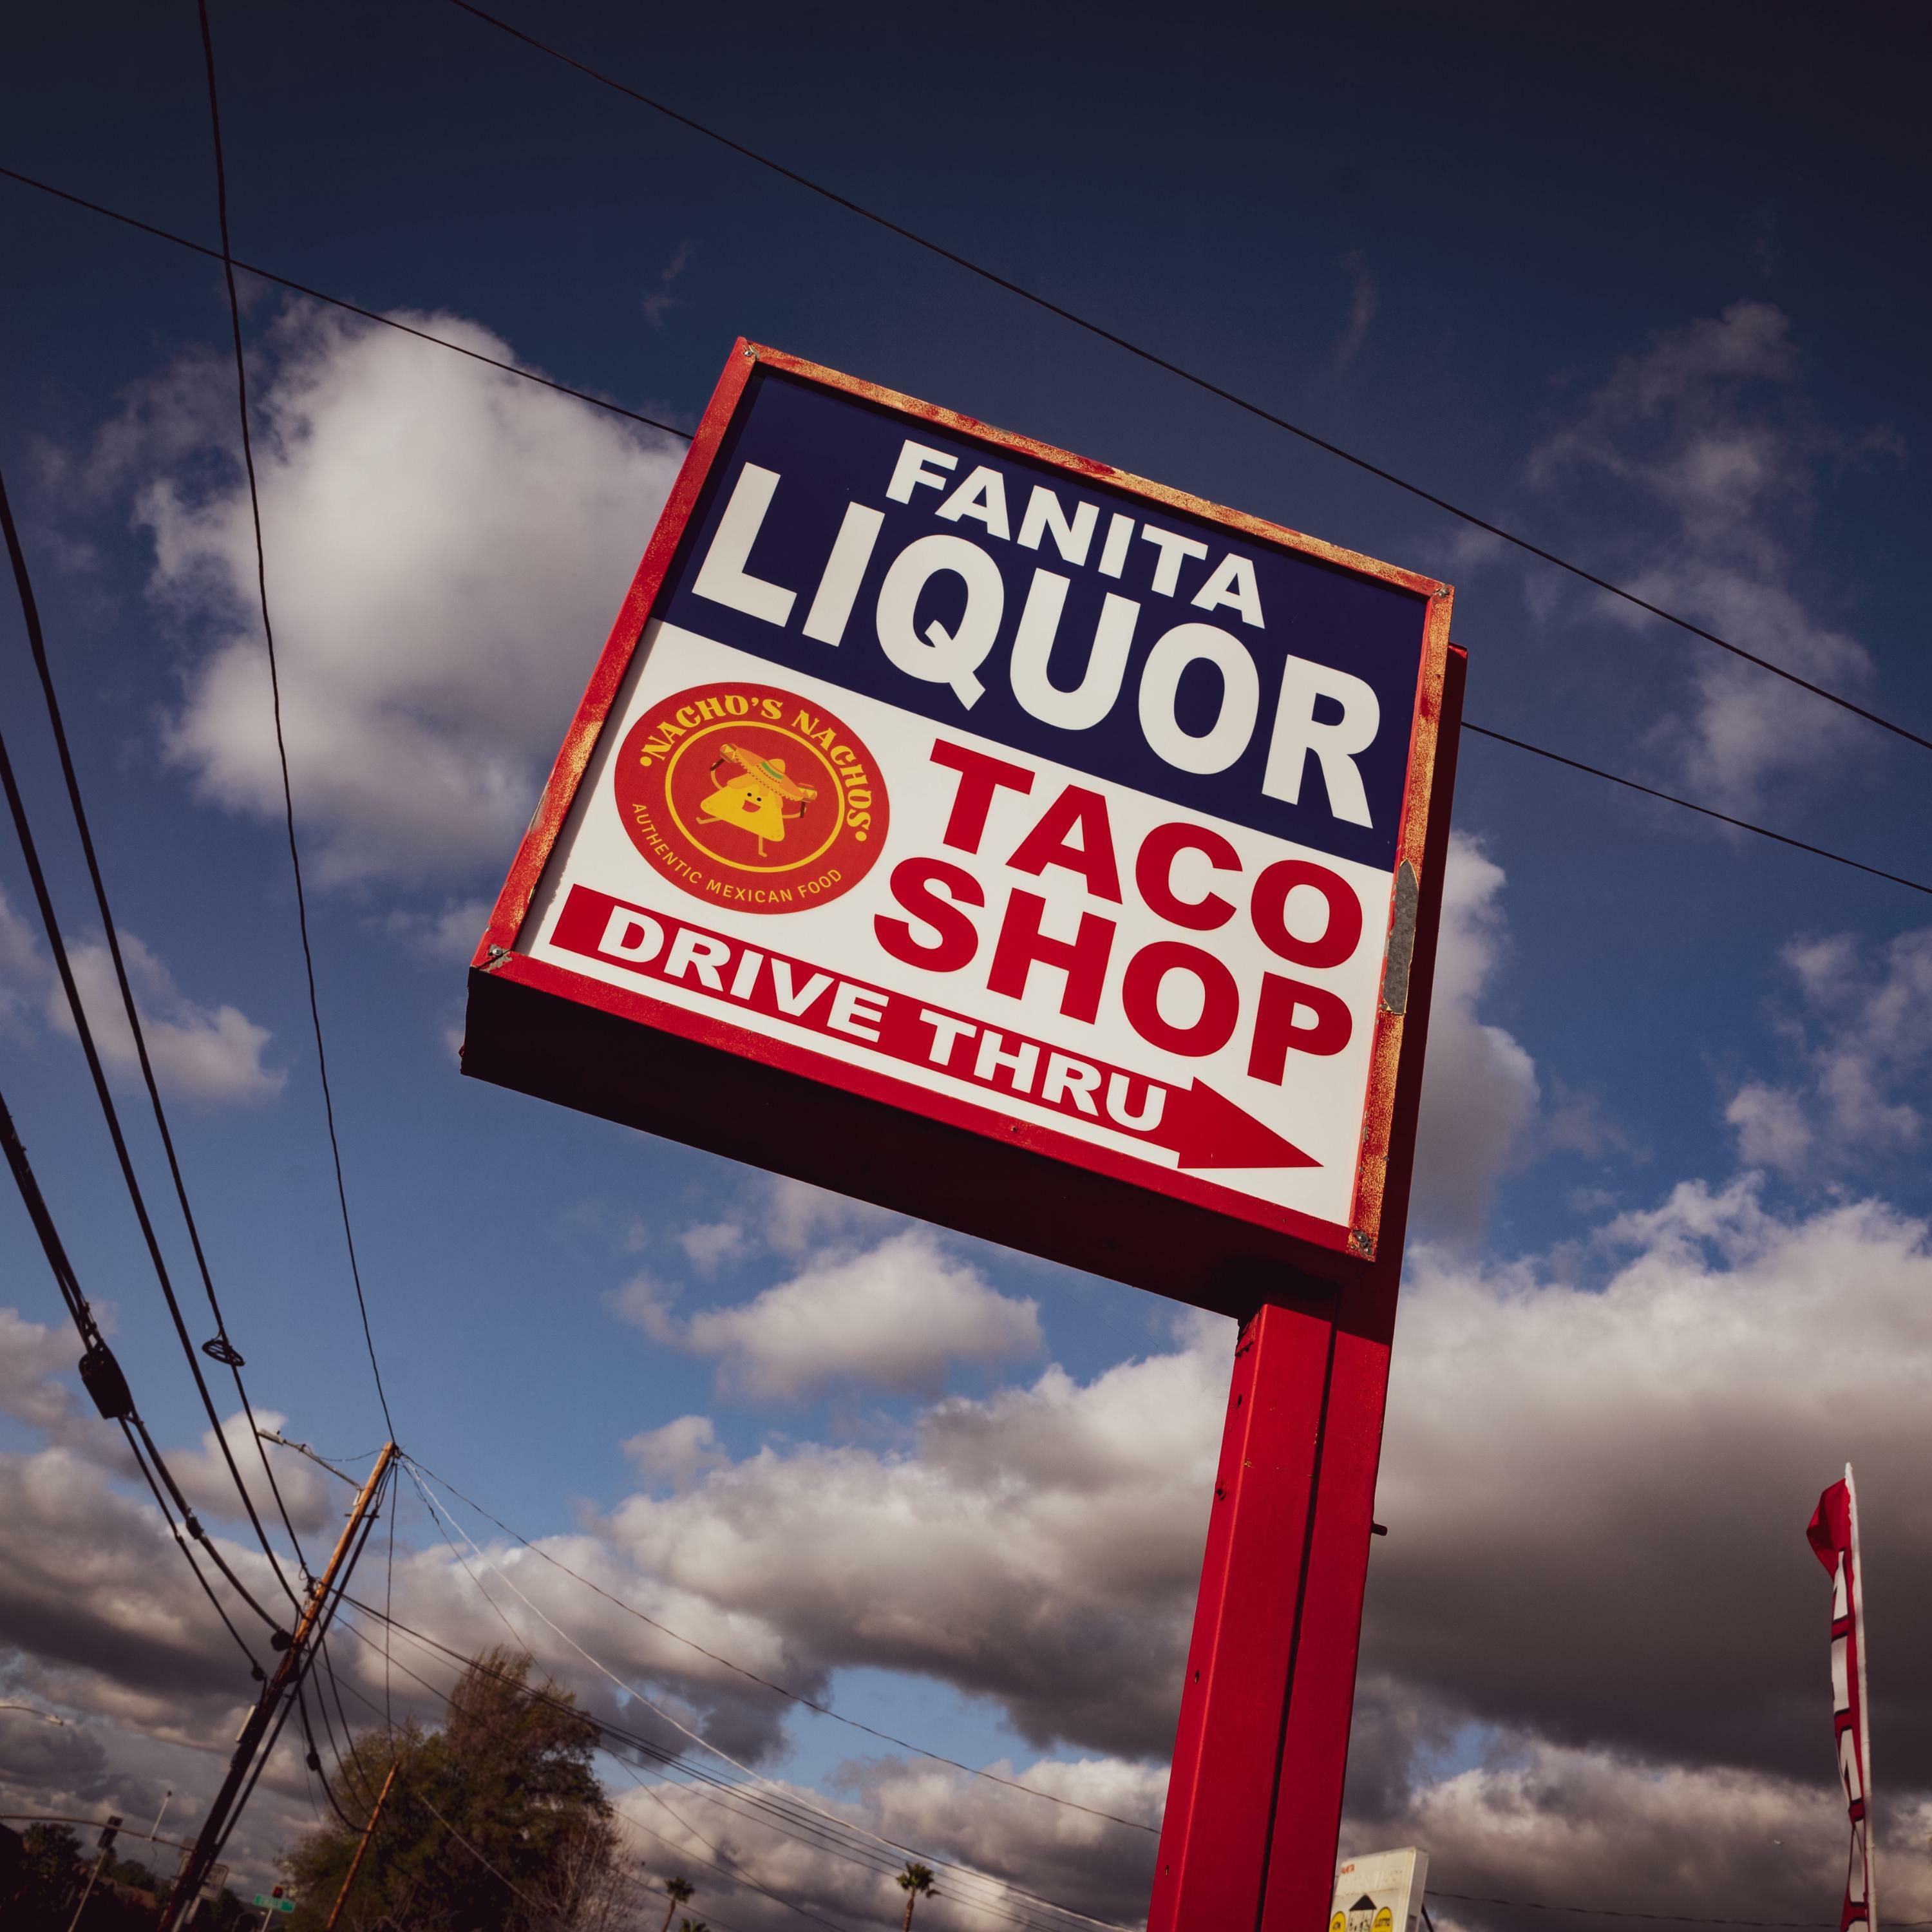 FANITA
LIQUOR
•NACHO'S NACHOS•
AUTHENTIC MEXICAN FOOD
TACO
SHOP
DRIVE THRU